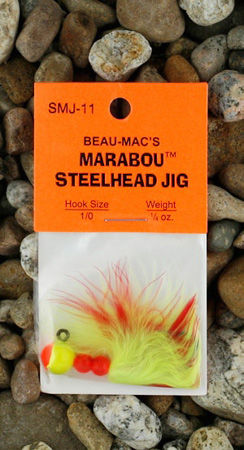 SMJ-11
BEAU-MAC'S
MARABOU™
STEELHEAD JIG
Hook Size Weight
1/0 ¼ oz.